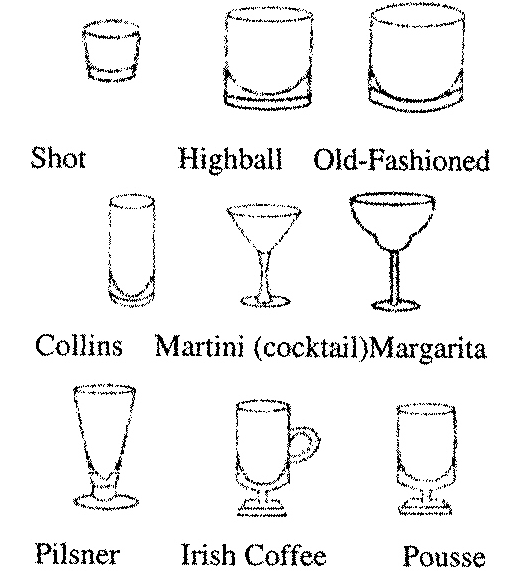 Shot Highball Old-Fashioned
Collins Martini (cocktail)Margarita
Pilsner Irish Coffee Pousse